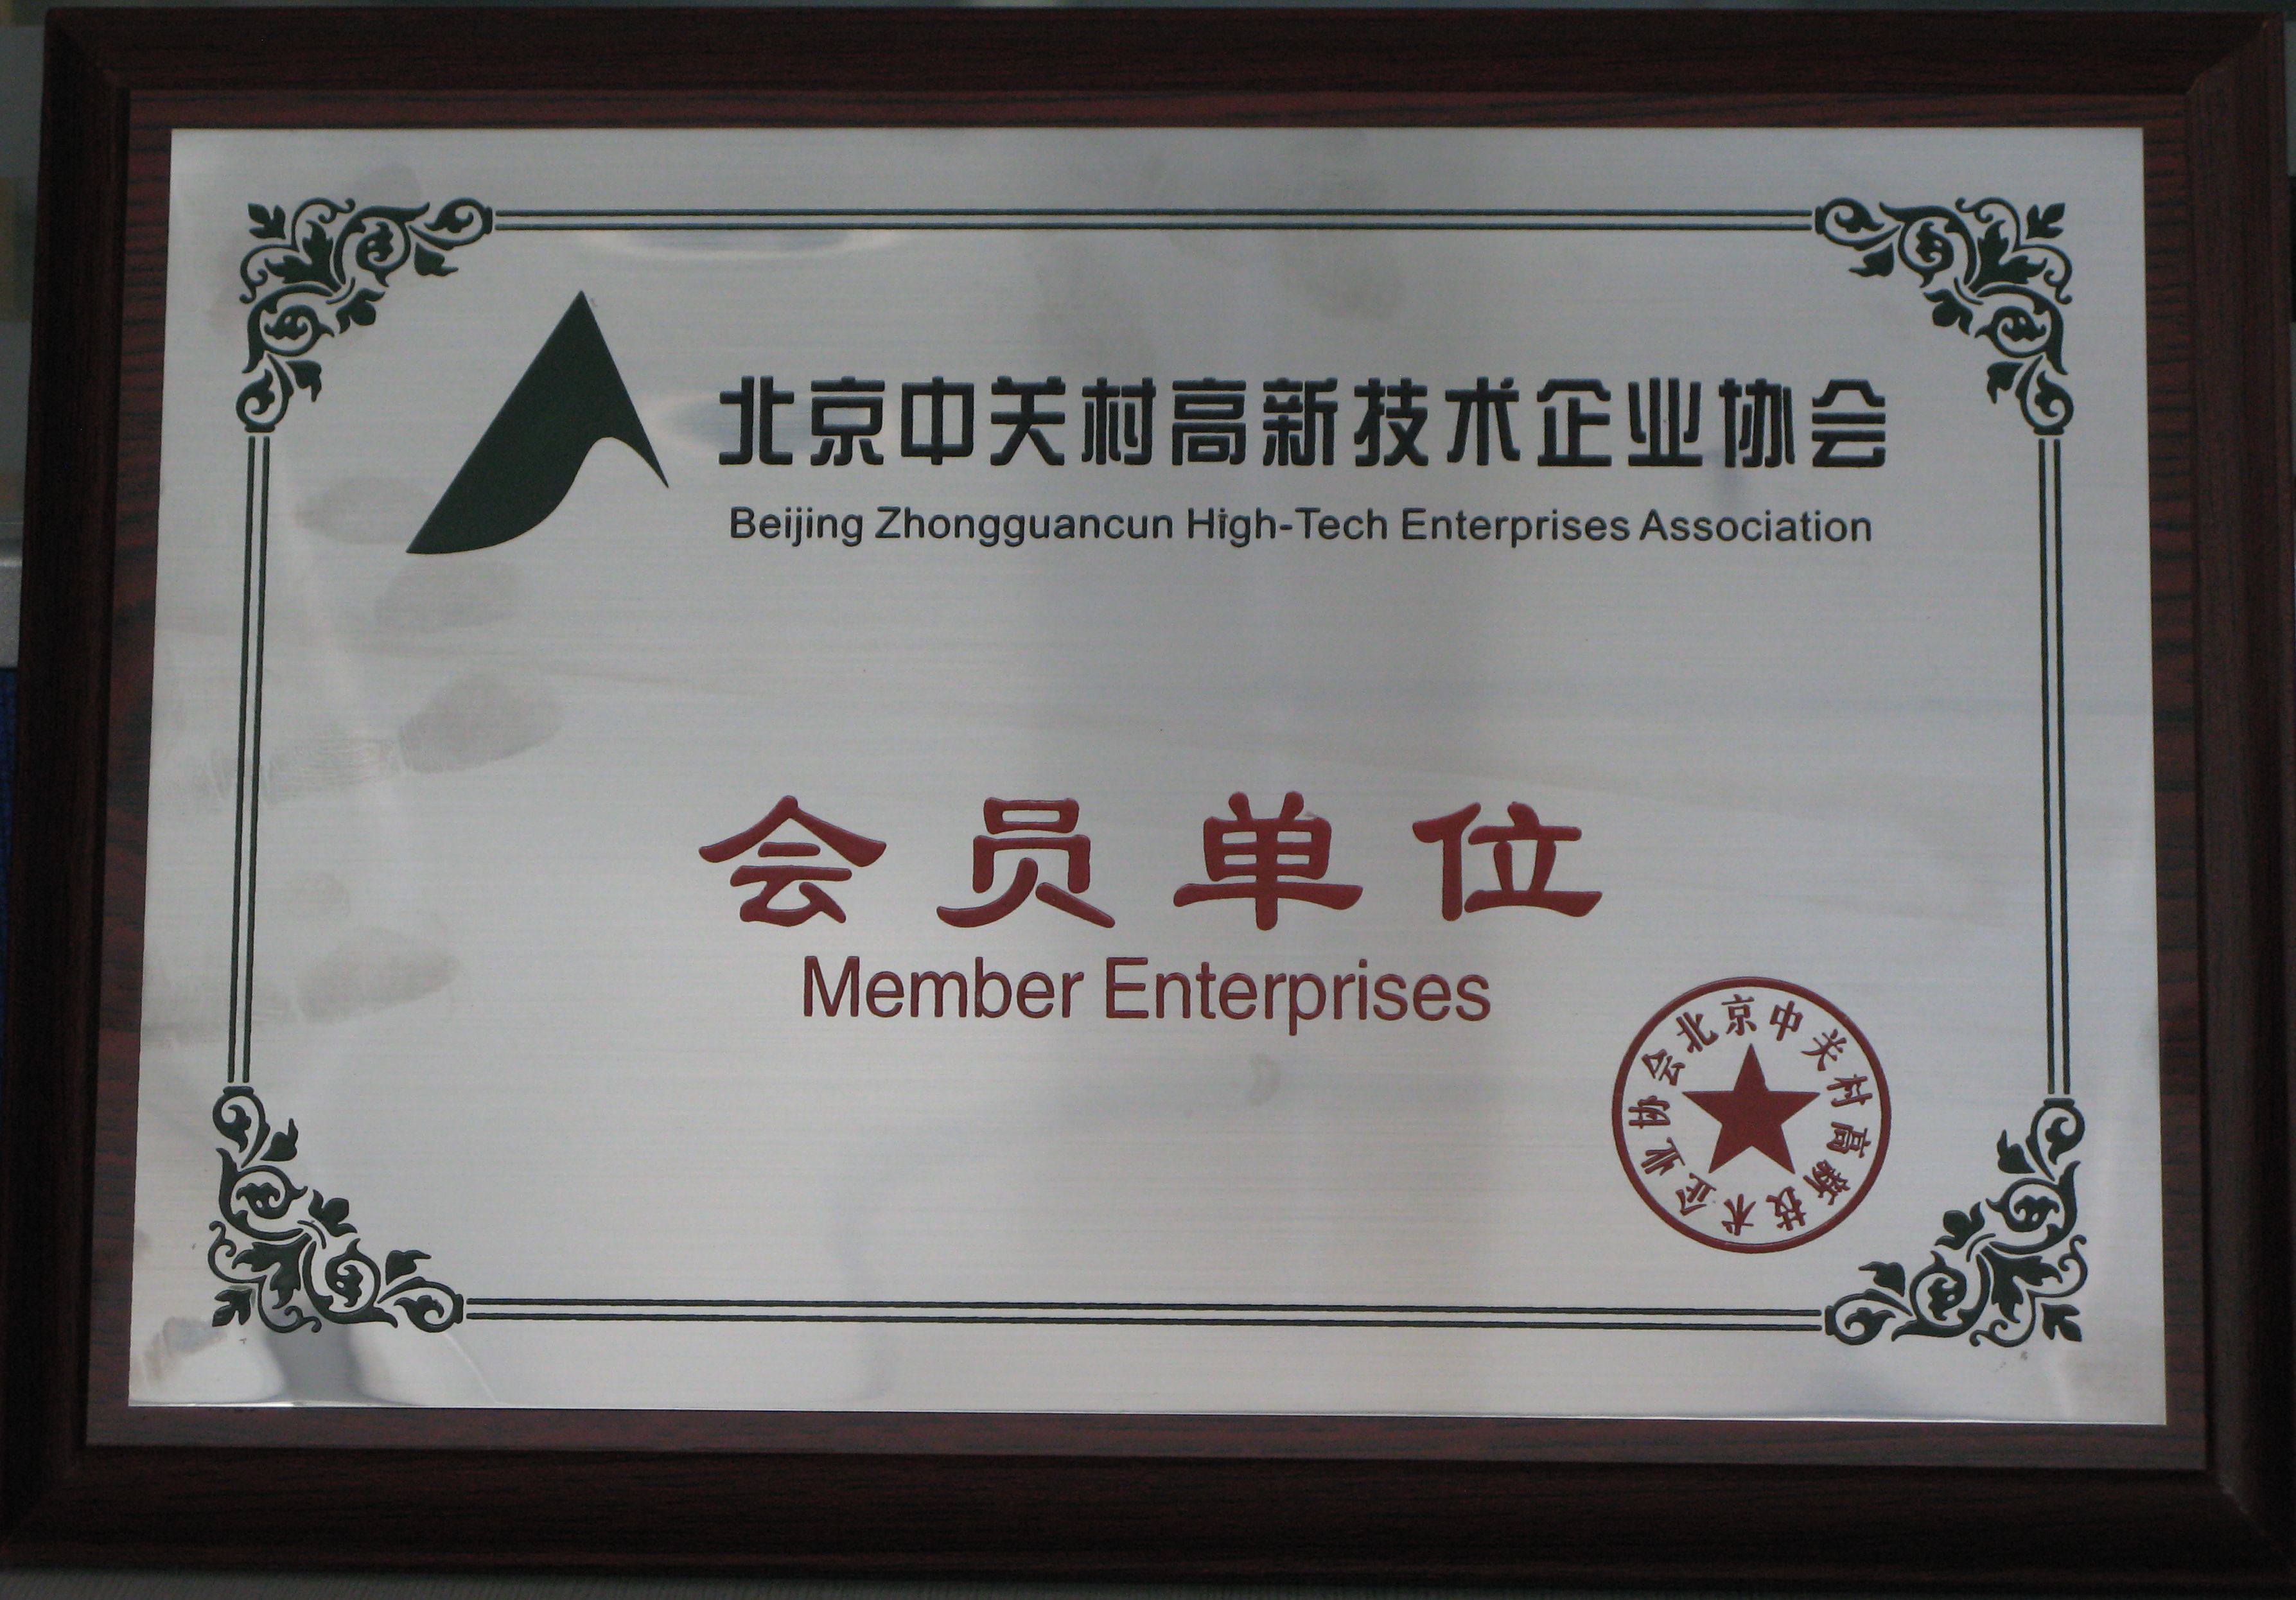 北京中关村高新技术企业协会
Beijing Zhongguancun High-Tech Enterprises Association
会员单位
Member Enterprises
北京中关村高新技术企业协会